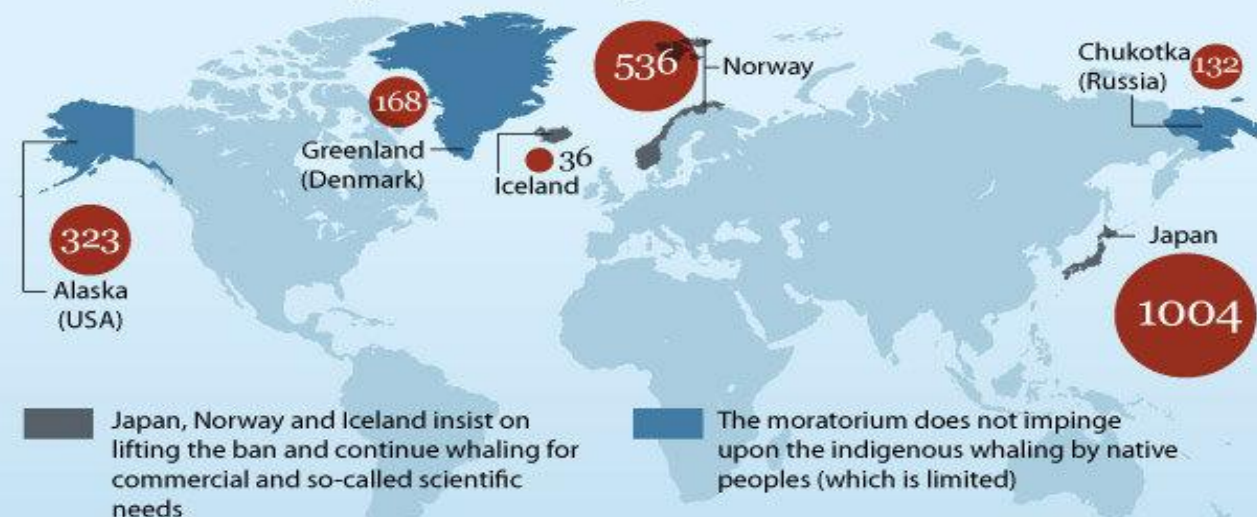 536
Norway
Chukotka
(Russia)
132
168
Greenland
(Denmark)
36
Iceland
323
Alaska
(USA)
Japan
1004
Japan, Norway and Iceland insist on
lifting the ban and continue whaling for
commercial and so-called scientific
needs
The moratorium does not impinge
upon the indigenous whaling by native
peoples (which is limited)